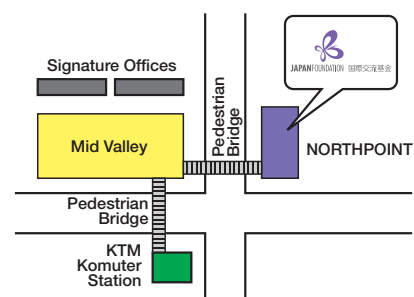 Signature Offices
Mid Valley
Pedestrian
Bridge
JAPANFOUNDATION 国際交流基金
NORTHPOINT
Pedestrian
Bridge
KTM
Komuter
Station